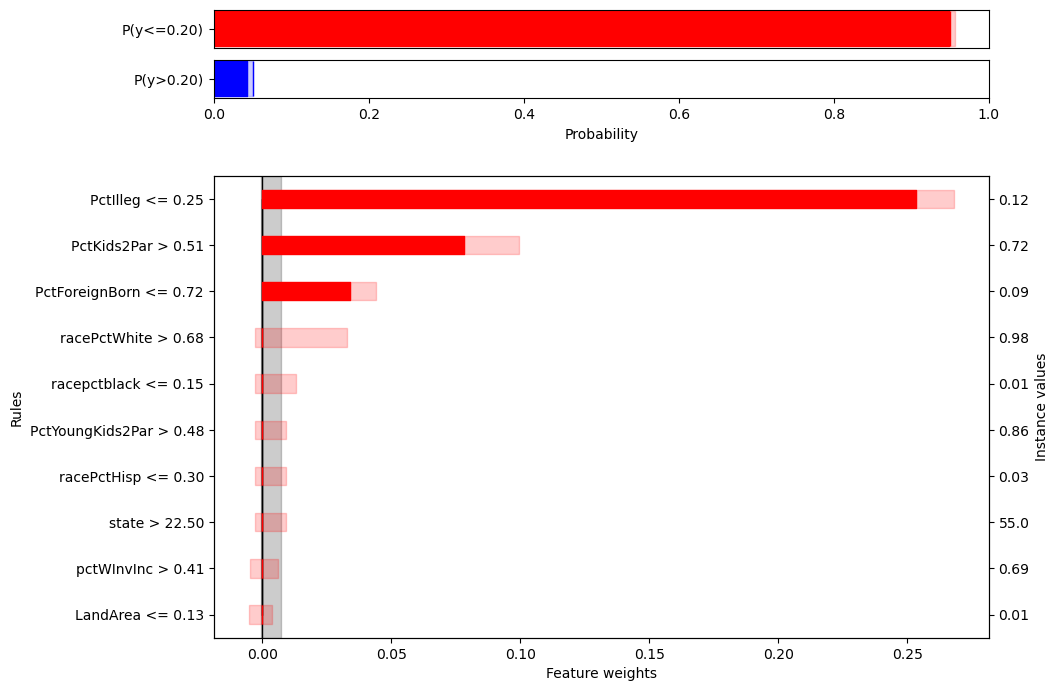 P(y<=0.20)
P(y>0.20)
0.0 0.2 0.4 0.6 0.8 1.0
Probability
PctIlleg <= 0.25 0.12
PctKids2Par > 0.51 0.72
PctForeignBorn <= 0.72 0.09
racePctWhite > 0.68 0.98
racepctblack <= 0.15 0.01
PctYoungKids2Par > 0.48 0.86
racePctHisp <= 0.30 0.03
state > 22.50 55.0
pctWInvInc > 0.41 0.69
LandArea <= 0.13 0.01
Rules
Instance values
0.00 0.05 0.10 0.15 0.20 0.25
Feature weights